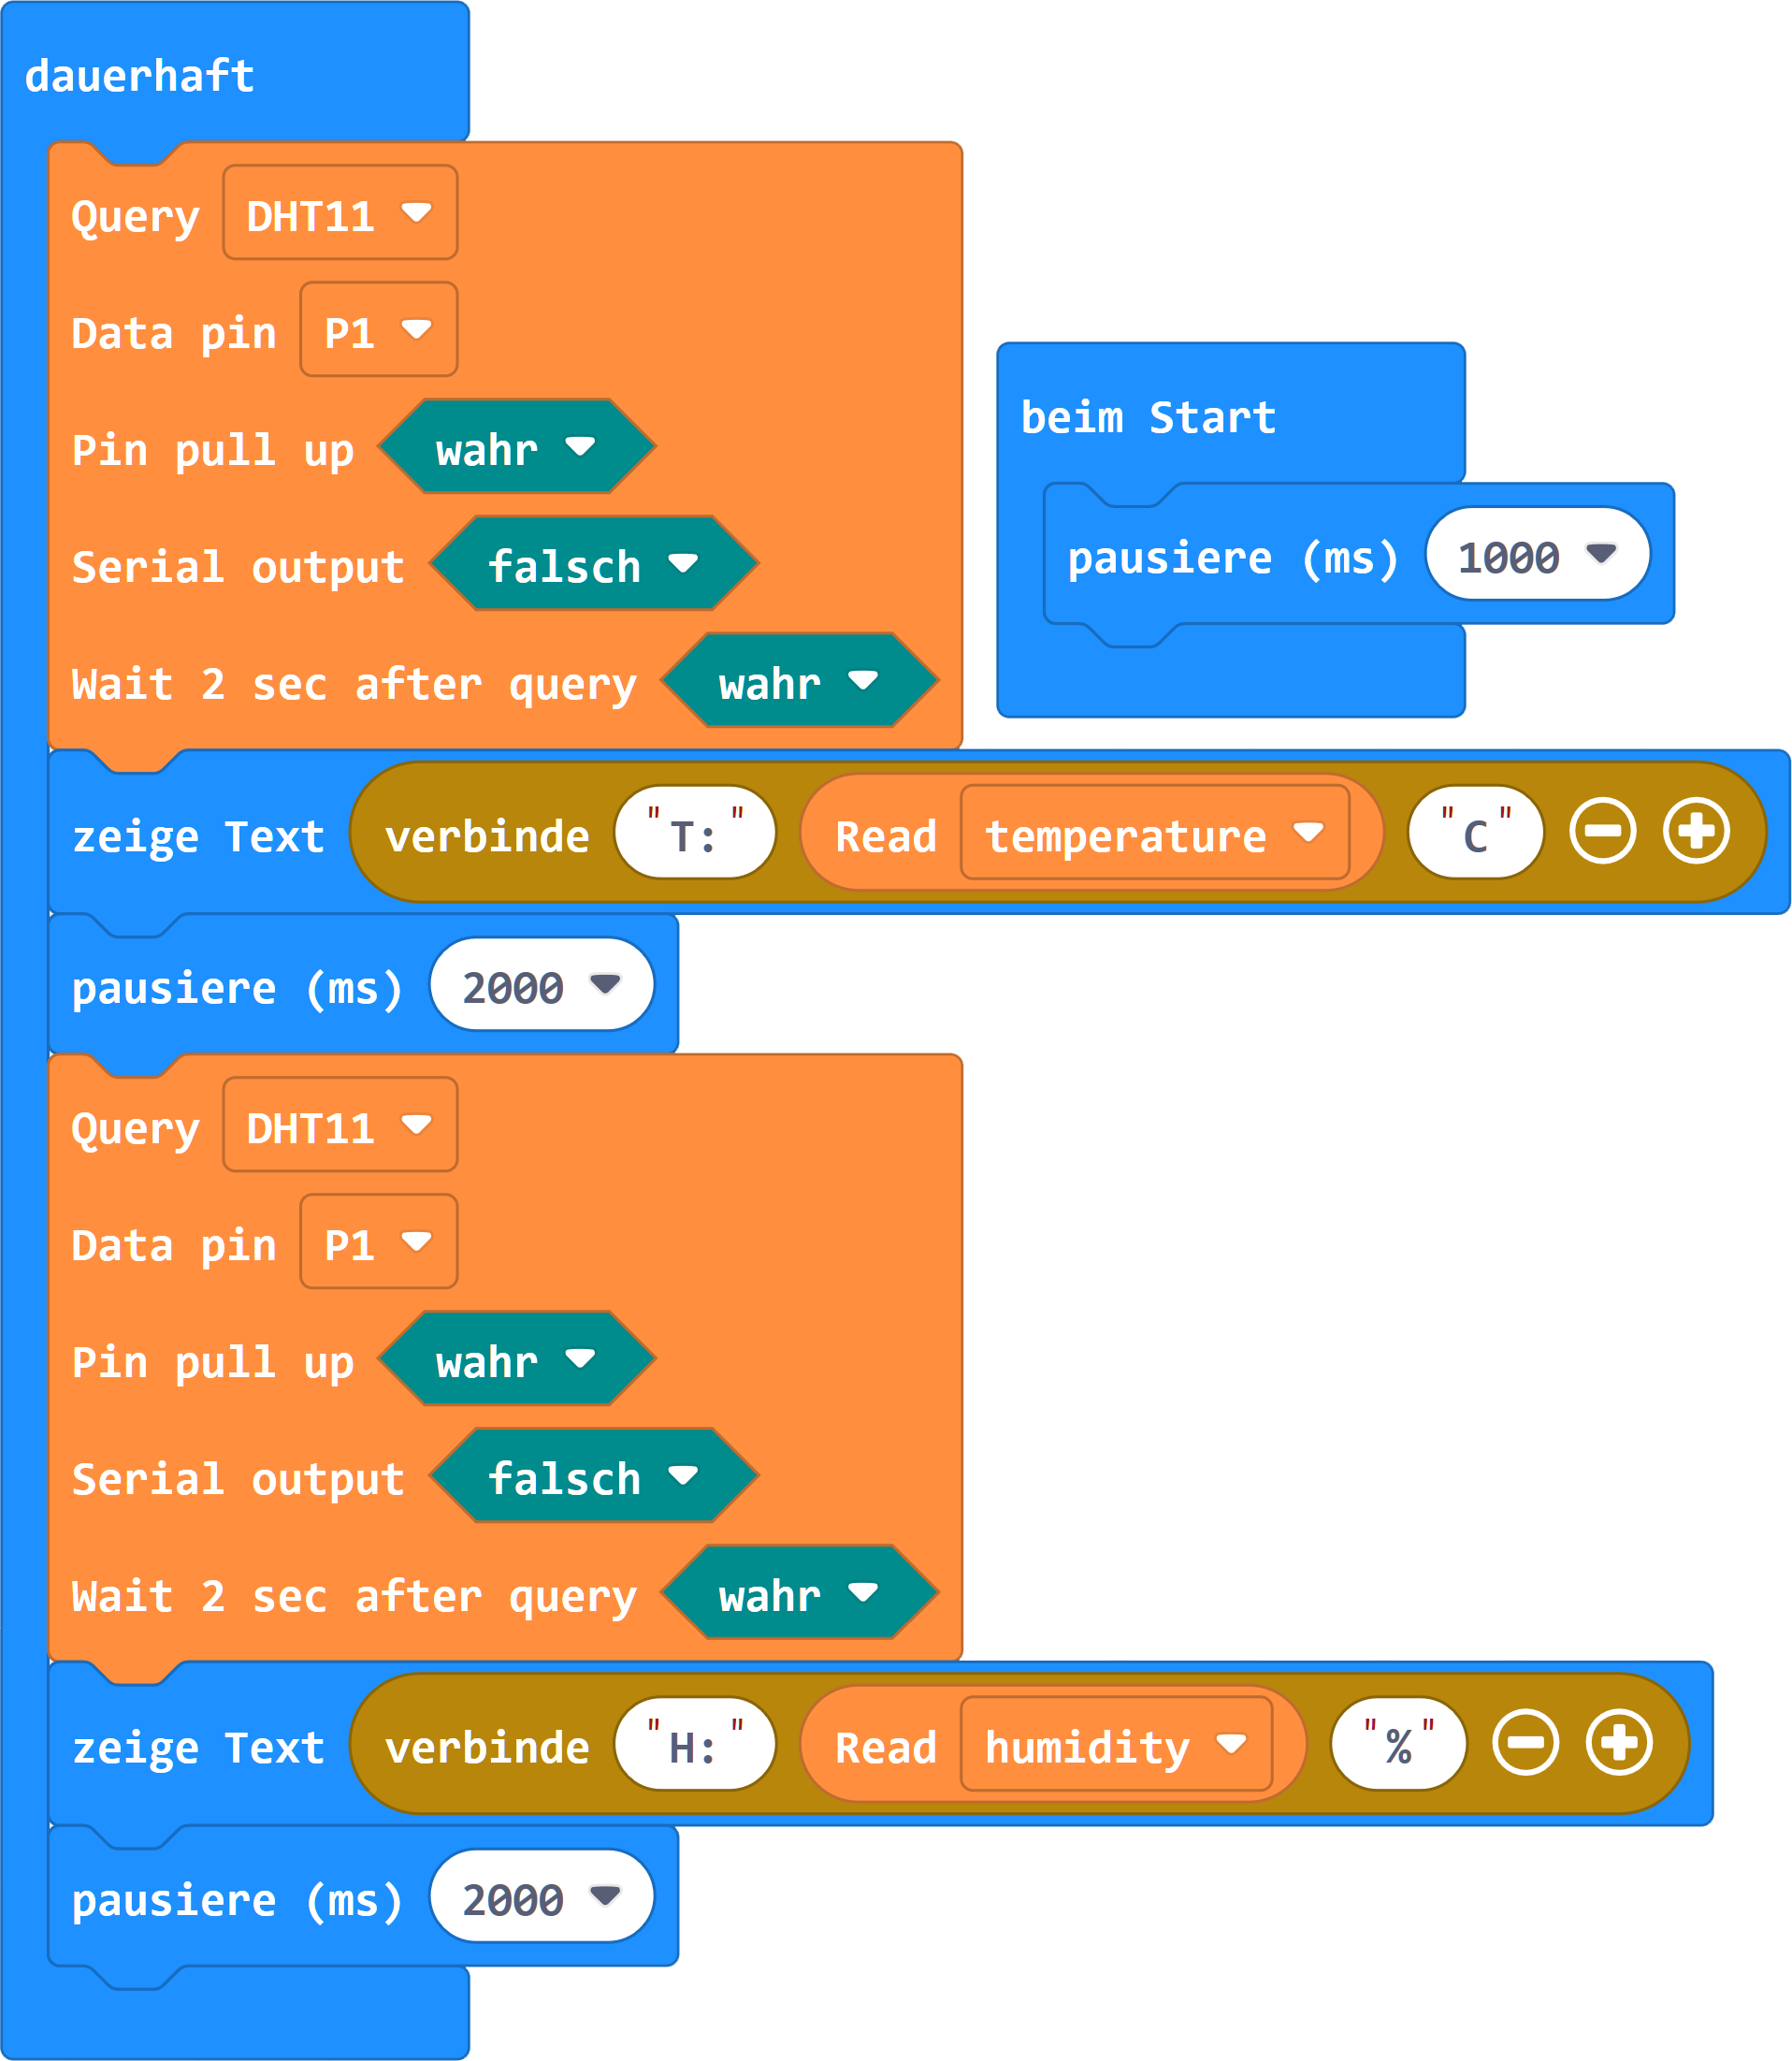 dauerhaft
Query DHT11
Data pin P1
Pin pull up wahr
Serial output falsch
Wait 2 sec after query wahr
zeige Text verbinde "T:" Read temperature "C"
pausiere (ms) 2000
Query DHT11
Data pin P1
Pin pull up wahr
Serial output falsch
Wait 2 sec after query wahr
zeige Text verbinde "H:" Read humidity "%"
pausiere (ms) 2000
beim Start
pausiere (ms) 1000